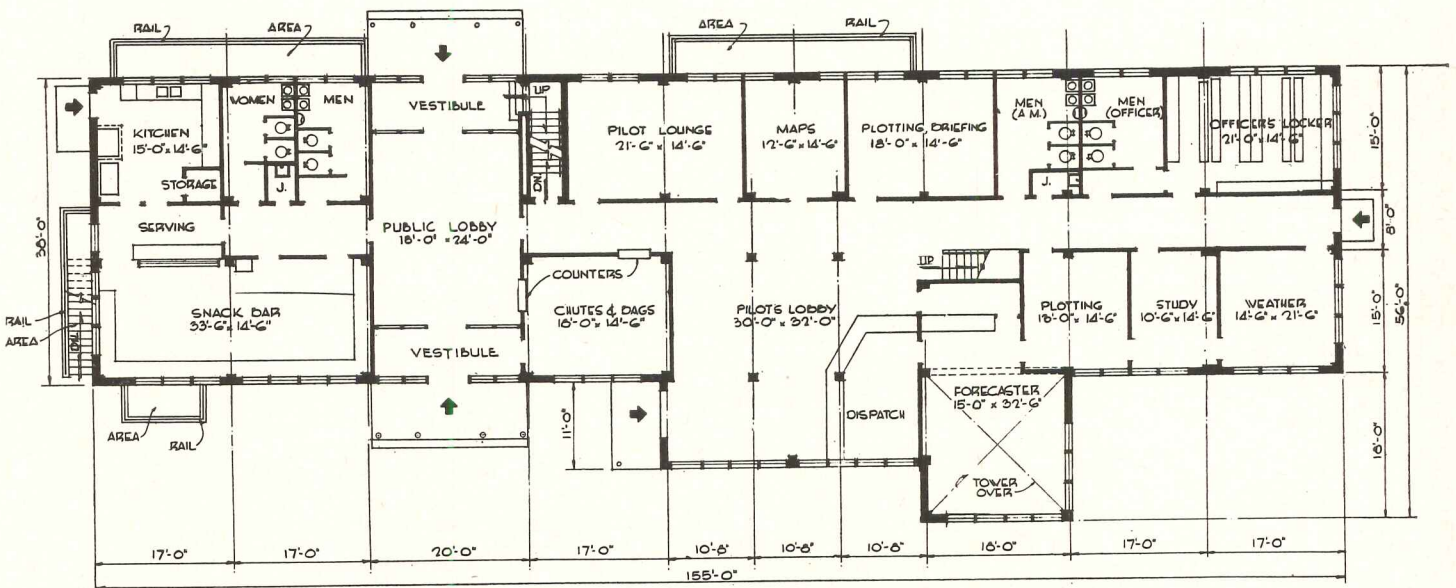 RAIL
AREA
AREA
RAIL
WOMEN
MEN
VESTIBULE
UP
KITCHEN
15'-0" x 14'-6"
STORAGE
J.
PILOT LOUNGE
21'-6" x 14'-6"
MAPS
12'-6" x 14'-6"
PLOTTING, BRIEFING
18'-0" x 14'-6"
MEN
(A.M.)
MEN
(OFFICER)
J.
OFFICERS LOCKER
21'-0" x 14'-6"
15'-0"
DN.
38'-0"
SERVING
PUBLIC LOBBY
18'-0" x 24'-0"
8'-0"
COUNTERS
UP
SNACK BAR
33'-6" x 14'-6"
CHUTES & BAGS
16'-0" x 14'-6"
PILOTS LOBBY
30'-0" x 32'-0"
PLOTTING
18'-0" x 14'-6"
STUDY
10'-6" x 14'-6"
WEATHER
14'-6" x 21'-6"
15'-0"
56'-0"
RAIL
AREA
DN.
VESTIBULE
AREA
RAIL
11'-0"
DISPATCH
FORECASTER
15'-0" x 32'-6"
TOWER
OVER
18'-0"
17'-0"
17'-0"
20'-0"
17'-0"
10'-8"
10'-8"
10'-8"
18'-0"
17'-0"
17'-0"
155'-0"